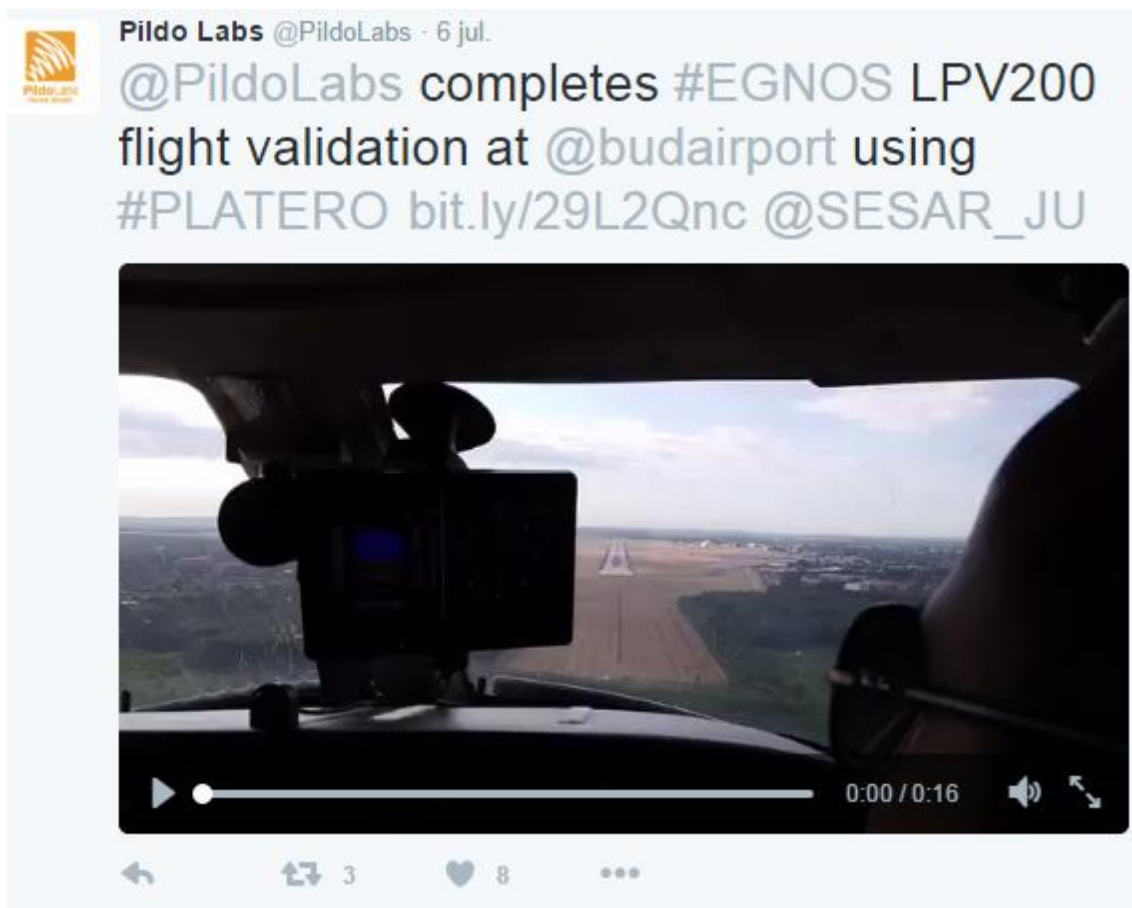 Pildo Labs @PildoLabs · 6 jul.
@PildoLabs completes #EGNOS LPV200
flight validation at @budairport using
#PLATERO bit.ly/29L2Qnc @SESAR_JU
PildoLabs
0:00 / 0:16
3
8